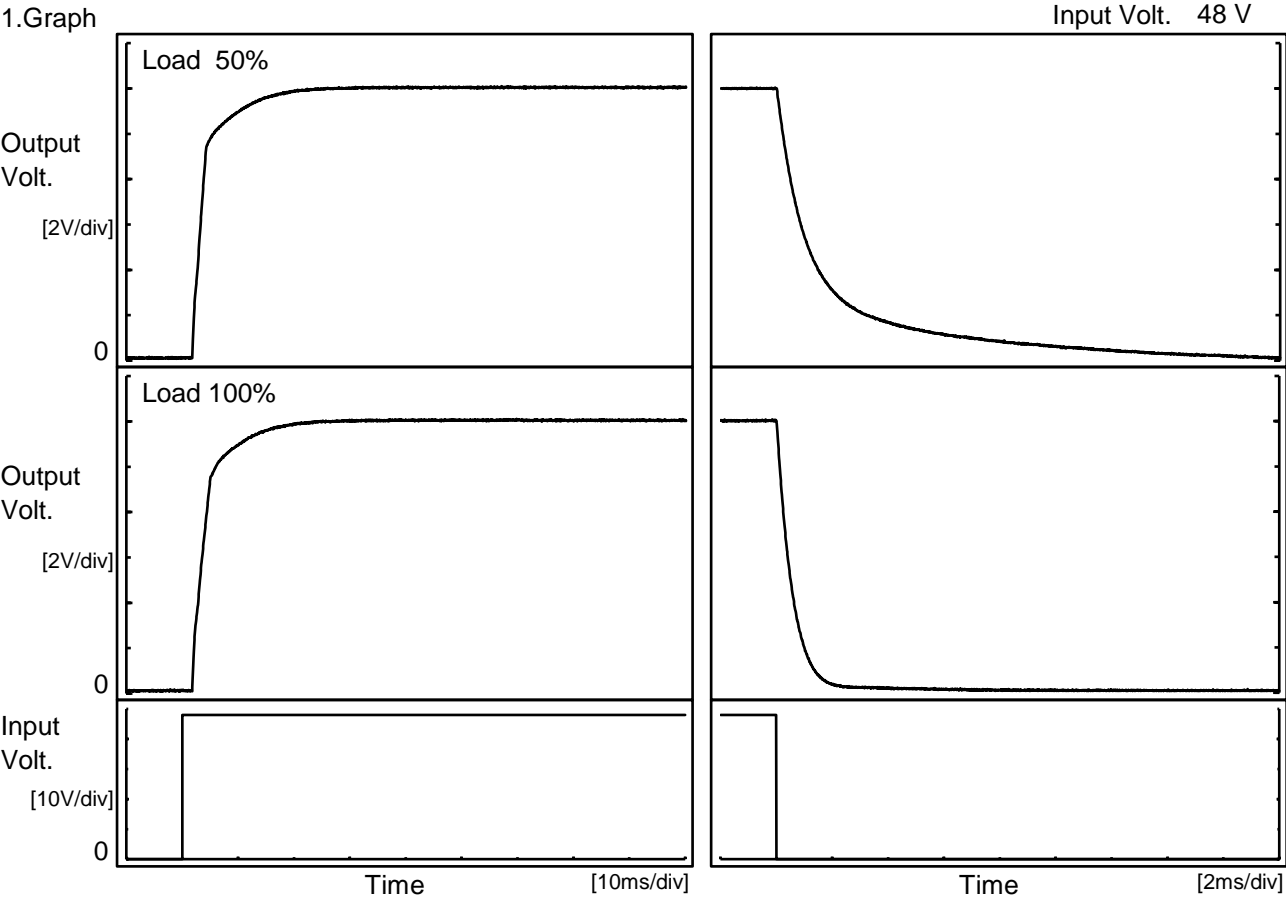 1.Graph
Input Volt. 48 V
Load 50%
Output
Volt.
[2V/div]
0
Load 100%
Output
Volt.
[2V/div]
0
Input
Volt.
[10V/div]
0
Time
[10ms/div]
Time
[2ms/div]